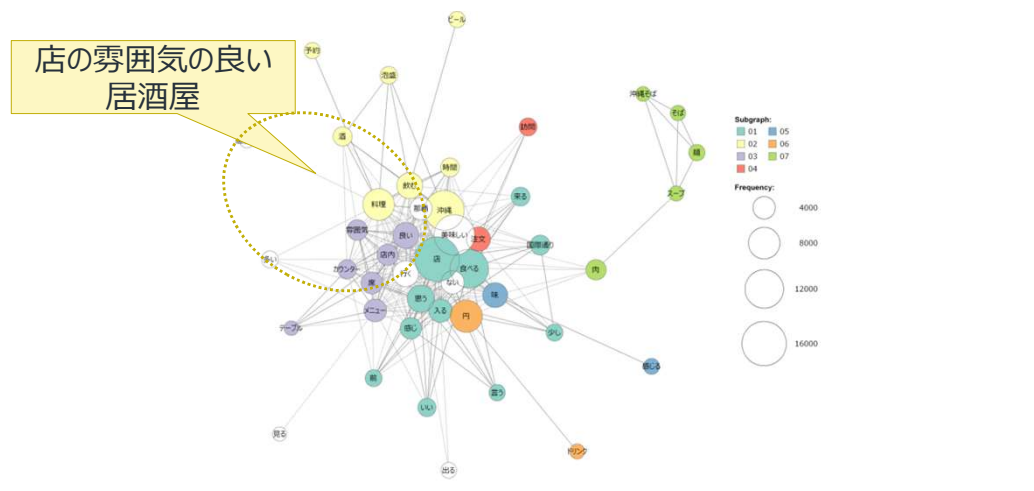 店の雰囲気の良い
居酒屋
ビール
予約
泡盛
酒
時間
飲む
料理
那覇
沖縄
雰囲気
良い
美味しい
注文
訪問
来る
国際通り
店内
店
食べる
カウンター
行く
ない
席
思う
入る
味
メニュー
円
テーブル
感じ
少し
前
いい
言う
感じる
見る
出る
ドリンク
肉
沖縄そば
そば
麺
スープ
Subgraph:
01 05
02 06
03 07
04
Frequency:
4000
8000
12000
16000